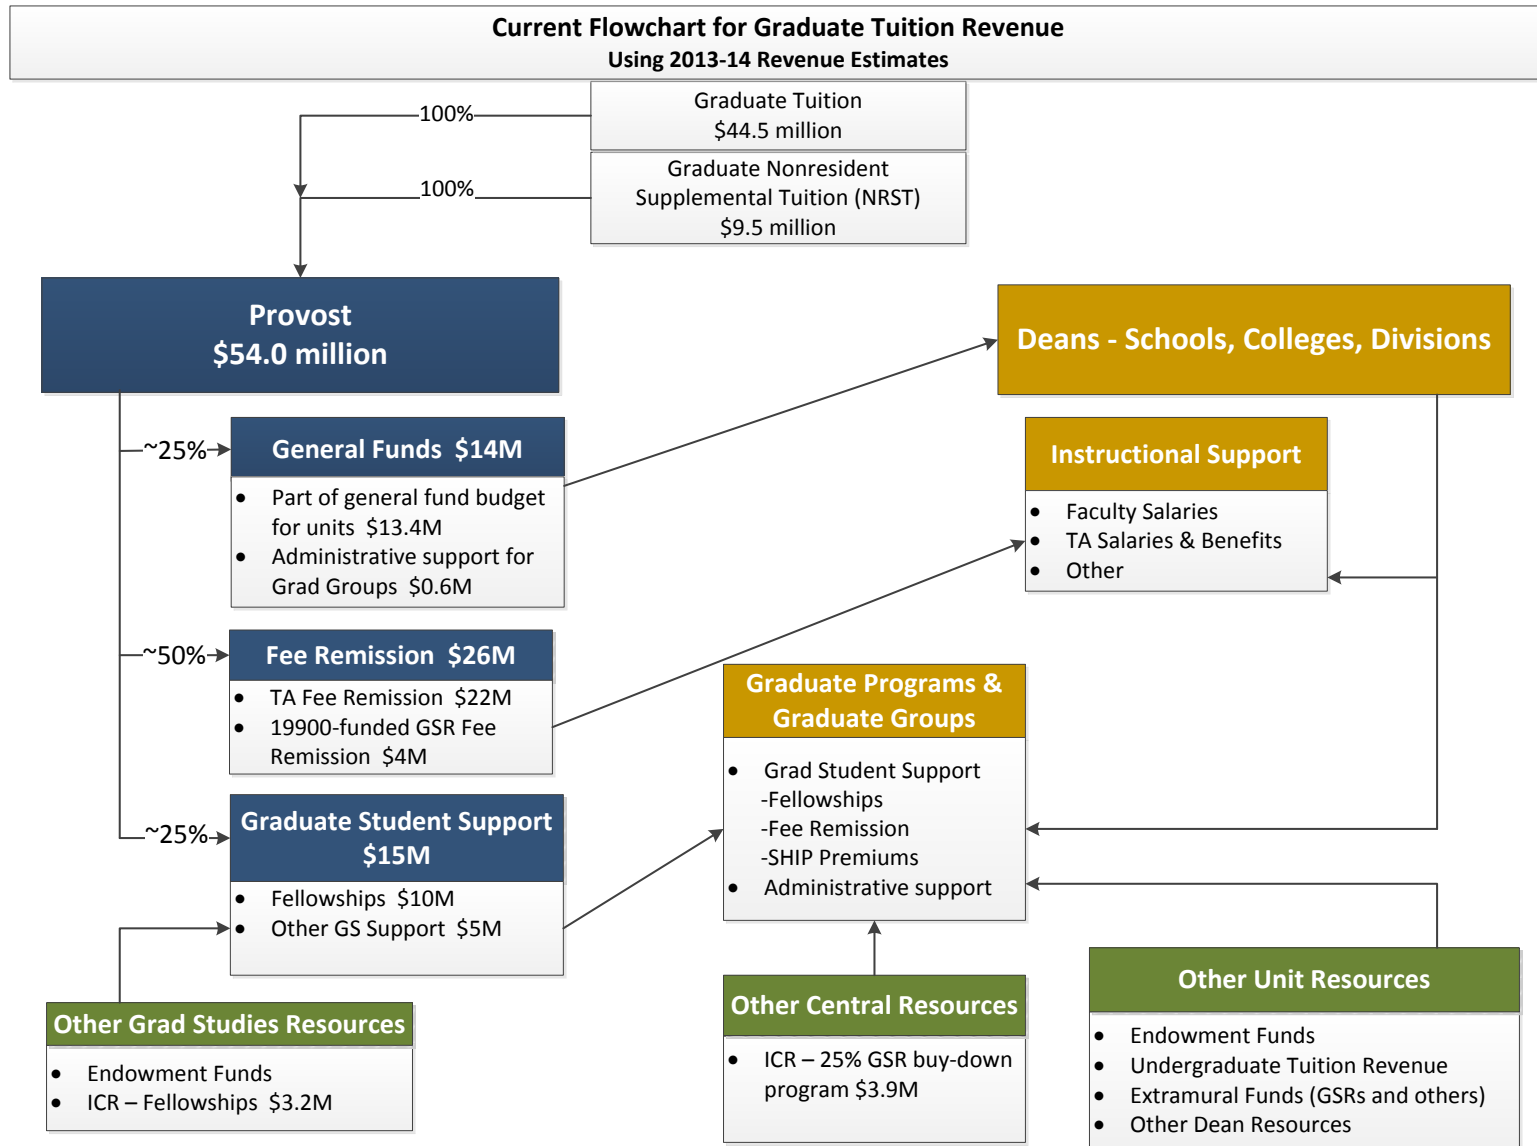 Current Flowchart for Graduate Tuition Revenue
Using 2013-14 Revenue Estimates
Graduate Tuition
$44.5 million
100%
Graduate Nonresident
Supplemental Tuition (NRST)
$9.5 million
100%
Provost
$54.0 million
Deans - Schools, Colleges, Divisions
~25%
General Funds $14M
• Part of general fund budget
for units $13.4M
• Administrative support for
Grad Groups $0.6M
Instructional Support
• Faculty Salaries
• TA Salaries & Benefits
• Other
~50%
Fee Remission $26M
• TA Fee Remission $22M
• 19900-funded GSR Fee
Remission $4M
Graduate Programs &
Graduate Groups
• Grad Student Support
-Fellowships
-Fee Remission
-SHIP Premiums
• Administrative support
~25%
Graduate Student Support
$15M
• Fellowships $10M
• Other GS Support $5M
Other Grad Studies Resources
• Endowment Funds
• ICR – Fellowships $3.2M
Other Central Resources
• ICR – 25% GSR buy-down
program $3.9M
Other Unit Resources
• Endowment Funds
• Undergraduate Tuition Revenue
• Extramural Funds (GSRs and others)
• Other Dean Resources